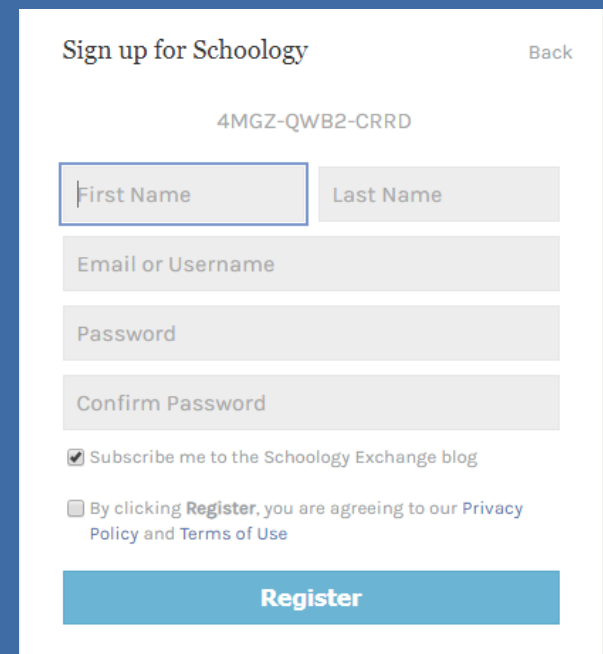 Sign up for Schoology Back
4MGZ-QWB2-CRRD
First Name Last Name
Email or Username
Password
Confirm Password
Subscribe me to the Schoology Exchange blog
By clicking Register, you are agreeing to our Privacy
Policy and Terms of Use
Register